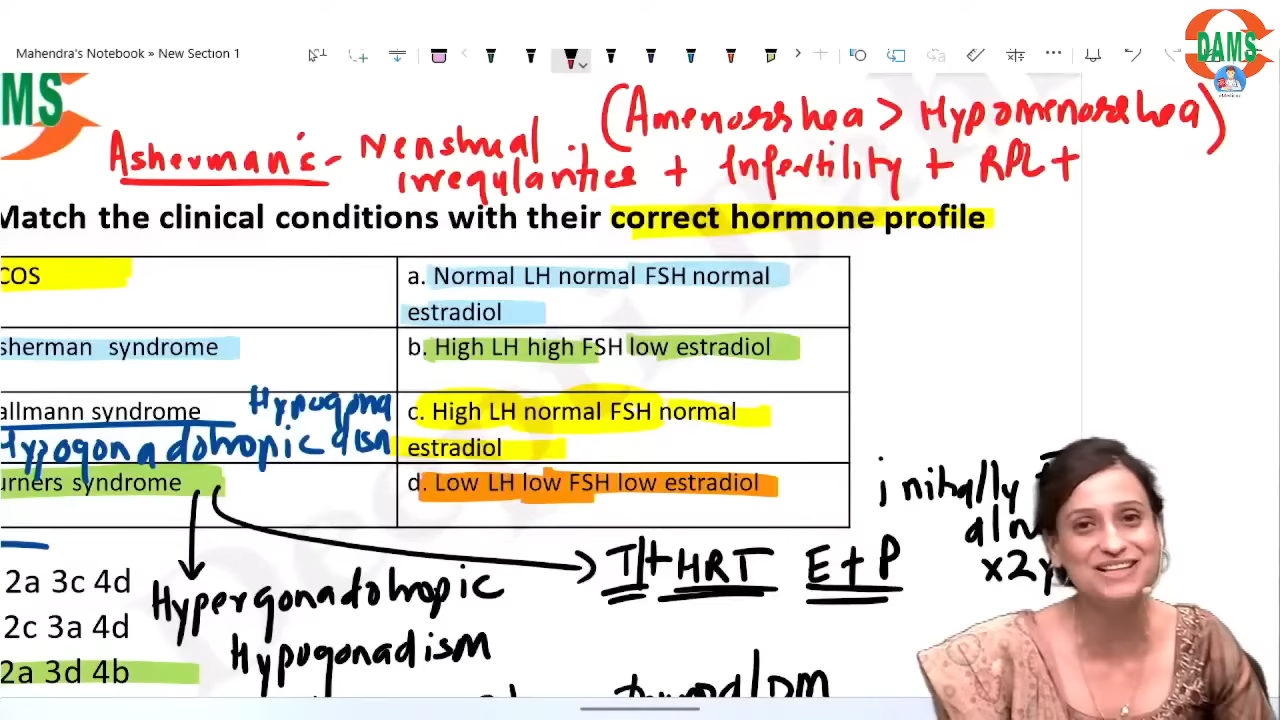 Mahendra's Notebook » New Section 1
DAMS
MS
(Amenorrhea > Hypomenorrhea)
Asherman's - Menstrual
irregularities + Infertility + RPL +
Match the clinical conditions with their correct hormone profile
COS
a. Normal LH normal FSH normal
estradiol
sherman syndrome
b. High LH high FSH low estradiol
allmann syndrome
Hypogona
Hypogonadotropic dism
c. High LH normal FSH normal
estradiol
urners syndrome
d. Low LH low FSH low estradiol
initially
x2y
T/t HRT E + P
2a 3c 4d
Hypergonadotropic
2c 3a 4d
Hypogonadism
2a 3d 4b